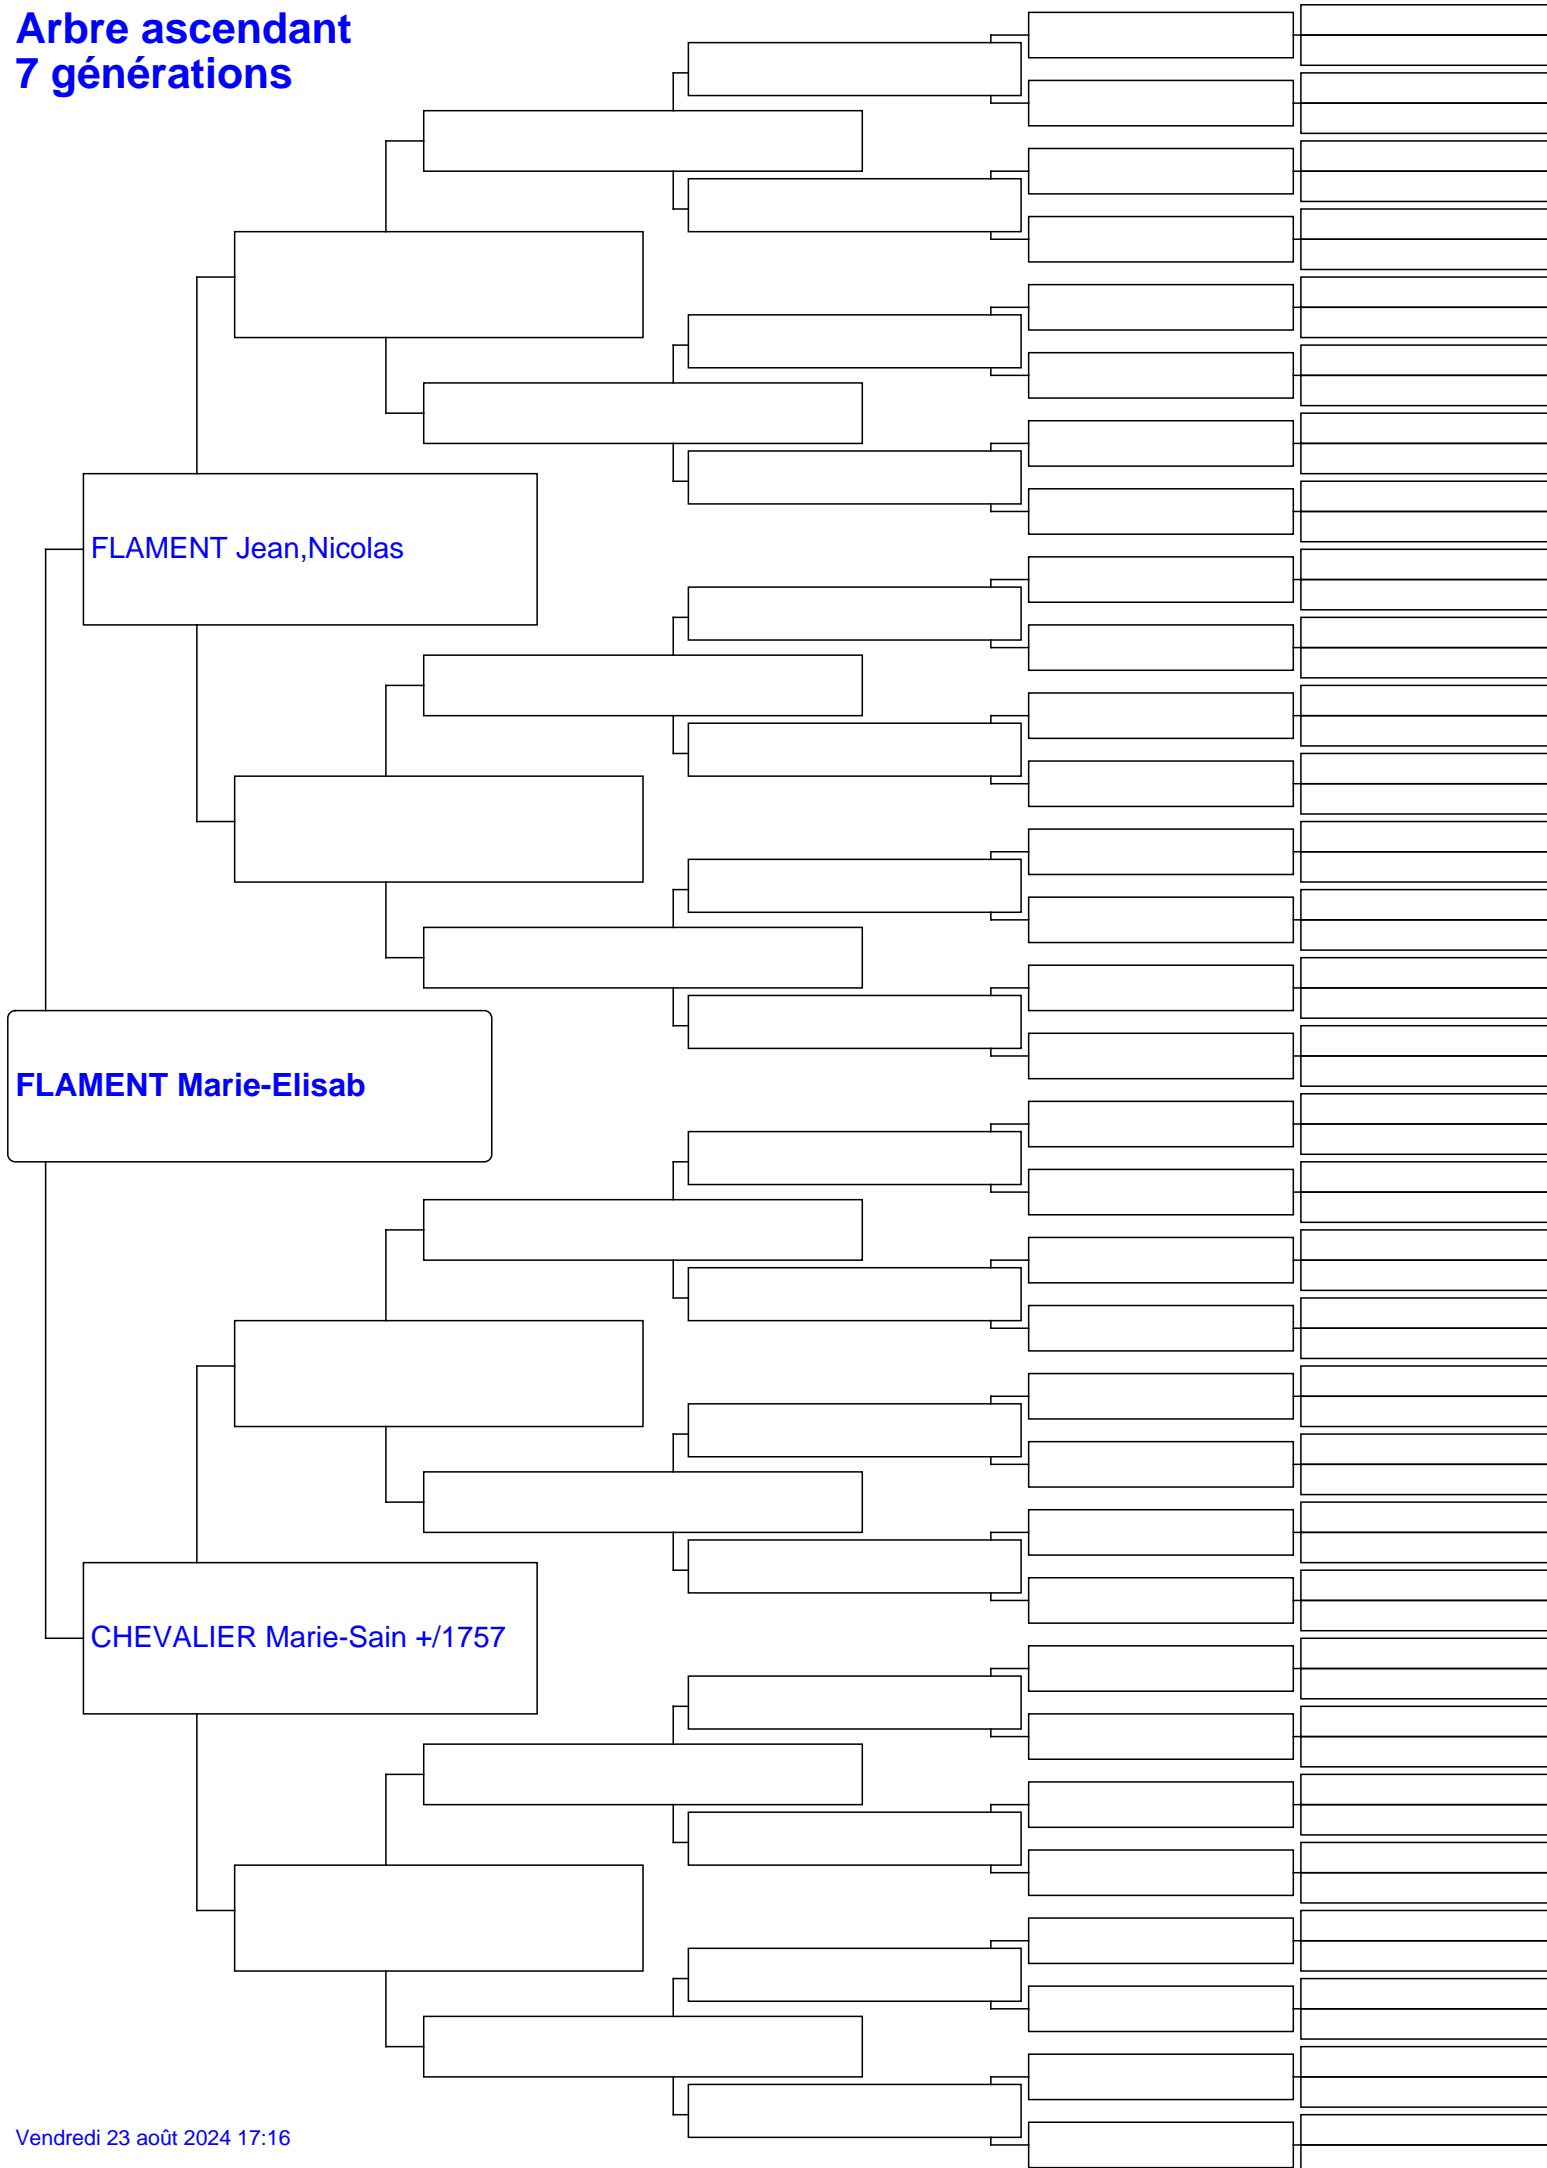 Arbre ascendant
7 générations
FLAMENT Jean,Nicolas
FLAMENT Marie-Elisab
CHEVALIER Marie-Sain +/1757
Vendredi 23 août 2024 17:16